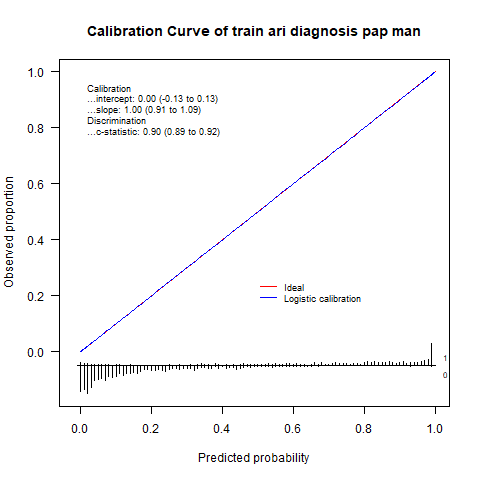 Calibration Curve of train ari diagnosis pap man
Calibration
...intercept: 0.00 (-0.13 to 0.13)
...slope: 1.00 (0.91 to 1.09)
Discrimination
...c-statistic: 0.90 (0.89 to 0.92)
Observed proportion
1.0
0.8
0.6
0.4
0.2
0.0
Ideal
Logistic calibration
1
0
0.0 0.2 0.4 0.6 0.8 1.0
Predicted probability